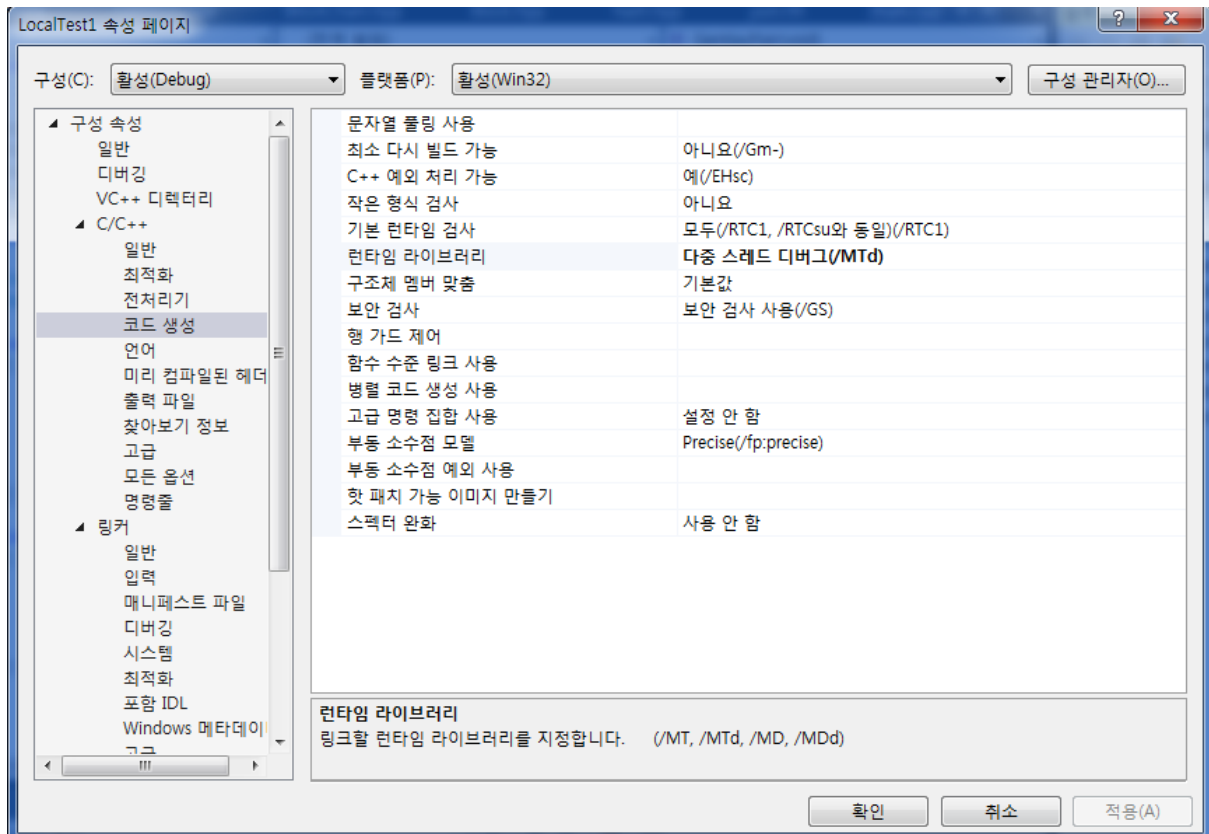 LocalTest1 속성 페이지
구성(C): 활성(Debug) 플랫폼(P): 활성(Win32) 구성 관리자(O)...
구성 속성
일반
디버깅
VC++ 디렉터리
C/C++
일반
최적화
전처리기
코드 생성
언어
미리 컴파일된 헤더
출력 파일
찾아보기 정보
고급
모든 옵션
명령줄
링커
일반
입력
매니페스트 파일
디버깅
시스템
최적화
포함 IDL
Windows 메타데이
고급
문자열 풀링 사용
최소 다시 빌드 가능 아니요(/Gm-)
C++ 예외 처리 가능 예(/EHsc)
작은 형식 검사 아니요
기본 런타임 검사 모두(/RTC1, /RTCsu와 동일)(/RTC1)
런타임 라이브러리 다중 스레드 디버그(/MTd)
구조체 멤버 맞춤 기본값
보안 검사 보안 검사 사용(/GS)
행 가드 제어
함수 수준 링크 사용
병렬 코드 생성 사용
고급 명령 집합 사용 설정 안 함
부동 소수점 모델 Precise(/fp:precise)
부동 소수점 예외 사용
핫 패치 가능 이미지 만들기
스펙터 완화 사용 안 함
런타임 라이브러리
링크할 런타임 라이브러리를 지정합니다. (/MT, /MTd, /MD, /MDd)
확인 취소 적용(A)